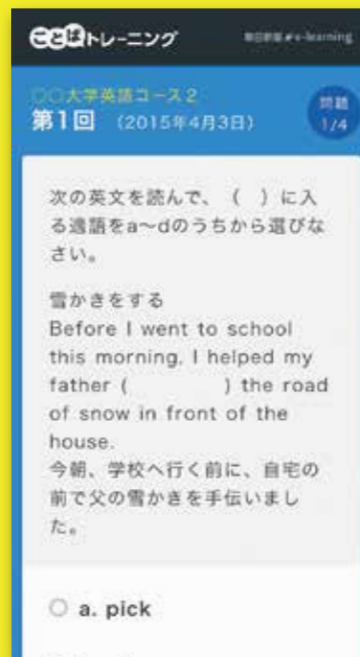 ことばトレーニング
朝日新聞 e-learning
○○大学英語コース2
第1回 （2015年4月3日）
問題
1/4
次の英文を読んで、（ ）に入
る適語をa〜dのうちから選びな
さい。
雪かきをする
Before I went to school
this morning, I helped my
father ( ) the road
of snow in front of the
house.
今朝、学校へ行く前に、自宅の
前で父の雪かきを手伝いまし
た。
a. pick